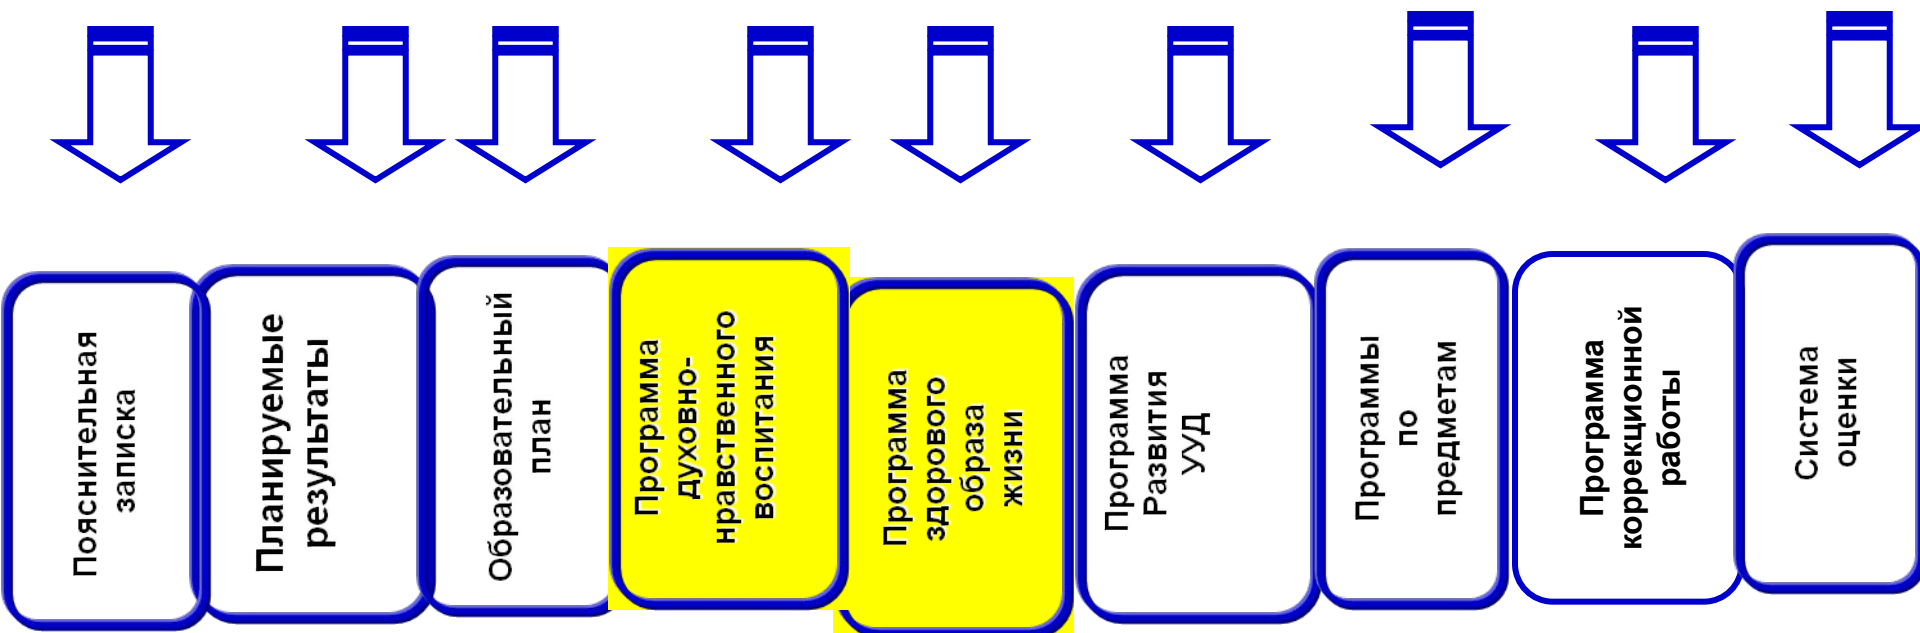 Пояснительная
записка
Планируемые
результаты
Образовательный
план
Программа
духовно-
нравственного
воспитания
Программа
здорового
образа
жизни
Программа
Развития
УУД
Программы
по
предметам
Программа
коррекционной
работы
Система
оценки